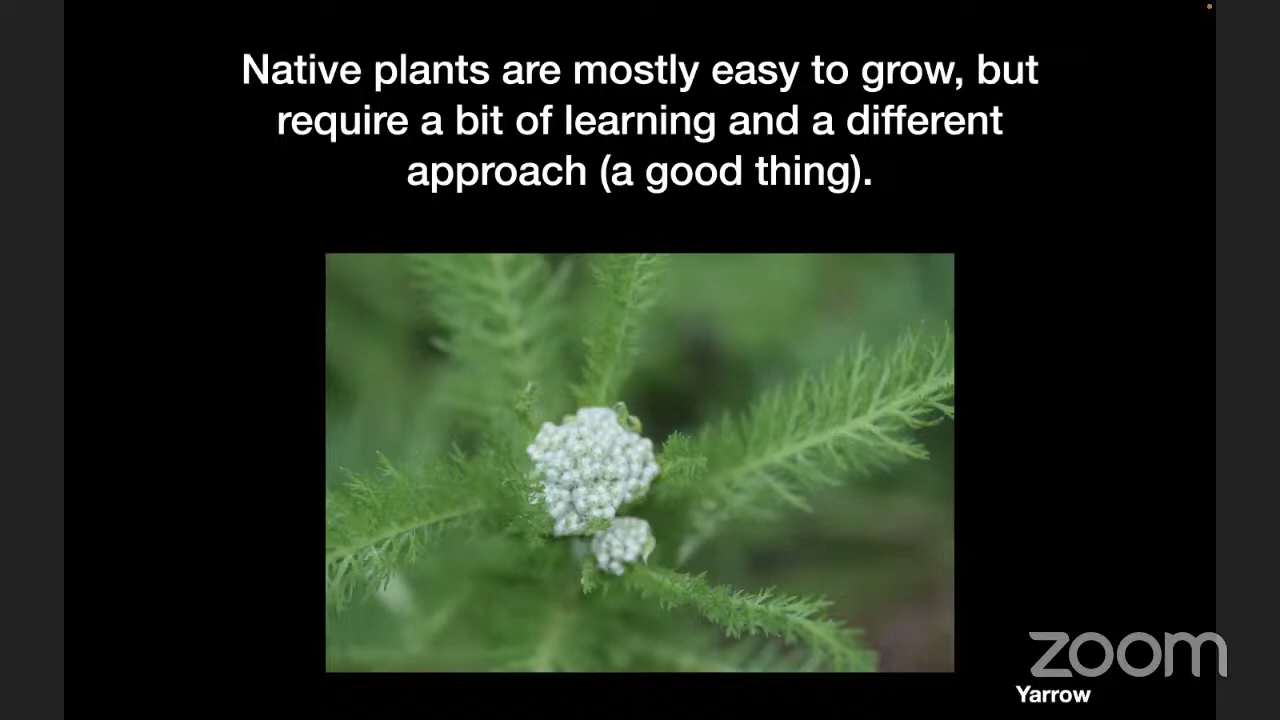 Native plants are mostly easy to grow, but
require a bit of learning and a different
approach (a good thing).
zoom
Yarrow